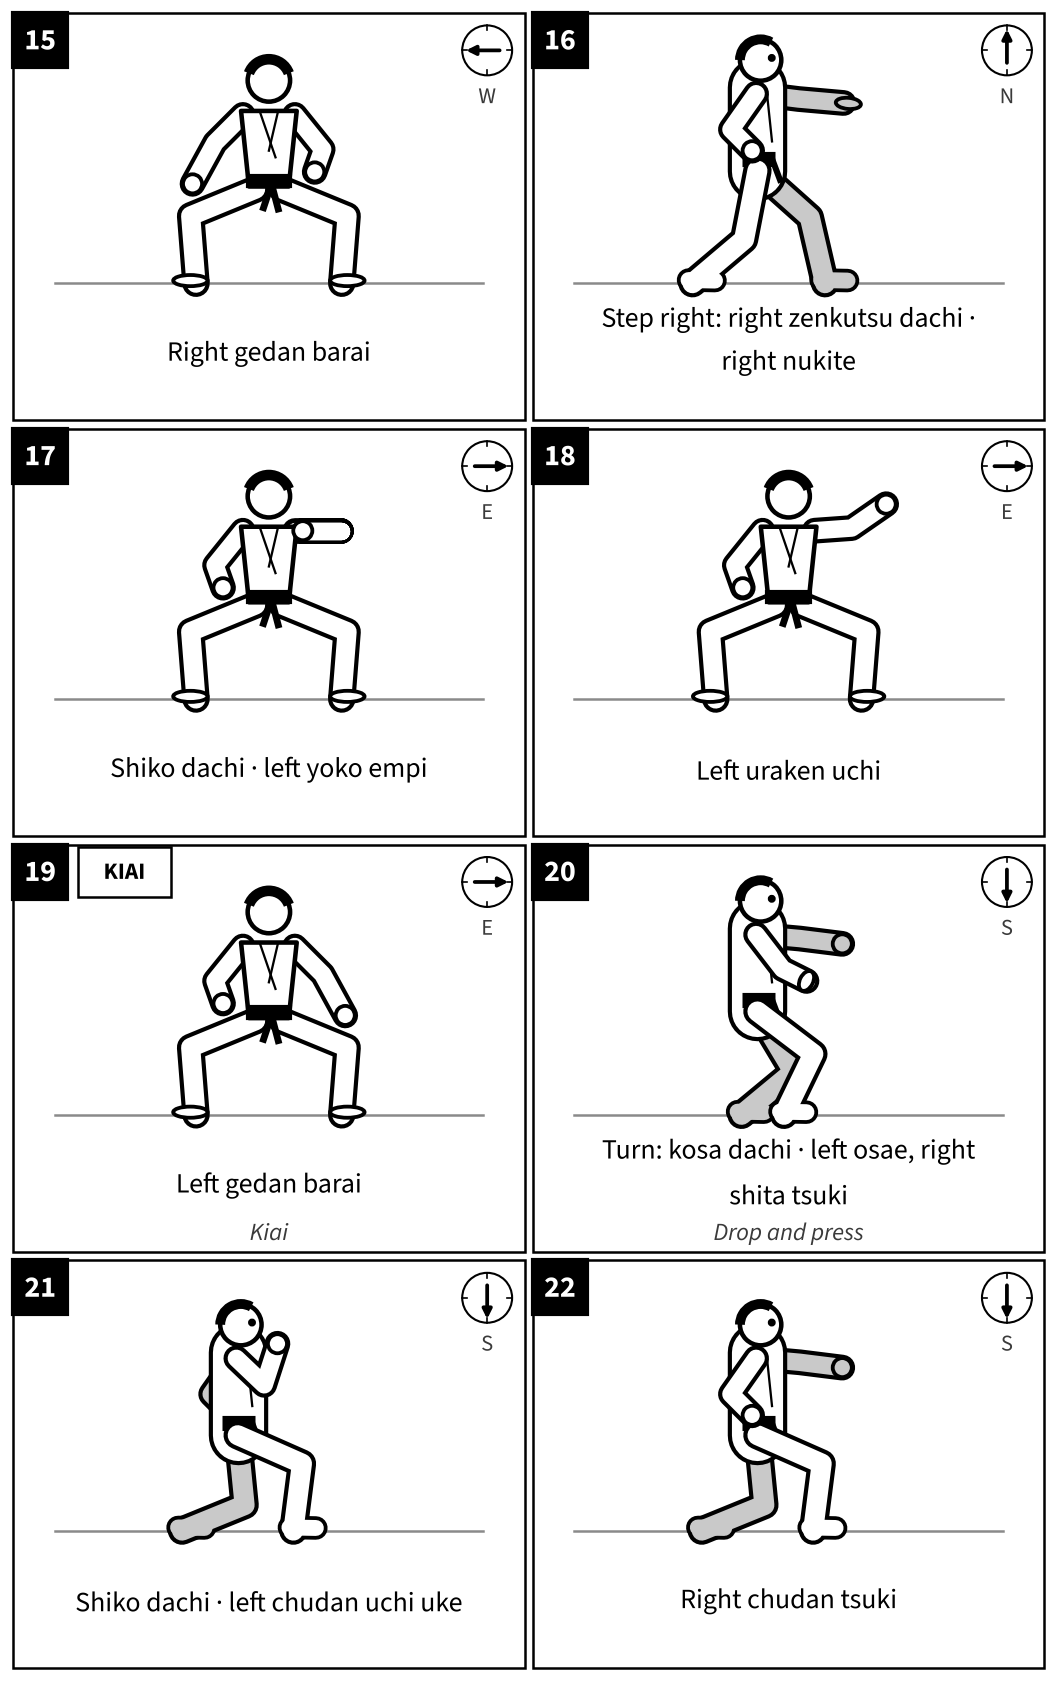 15
W
Right gedan barai
16
N
Step right: right zenkutsu dachi ·
right nukite
17
E
Shiko dachi · left yoko empi
18
E
Left uraken uchi
19
KIAI
E
Left gedan barai
Kiai
20
S
Turn: kosa dachi · left osae, right
shita tsuki
Drop and press
21
S
Shiko dachi · left chudan uchi uke
22
S
Right chudan tsuki